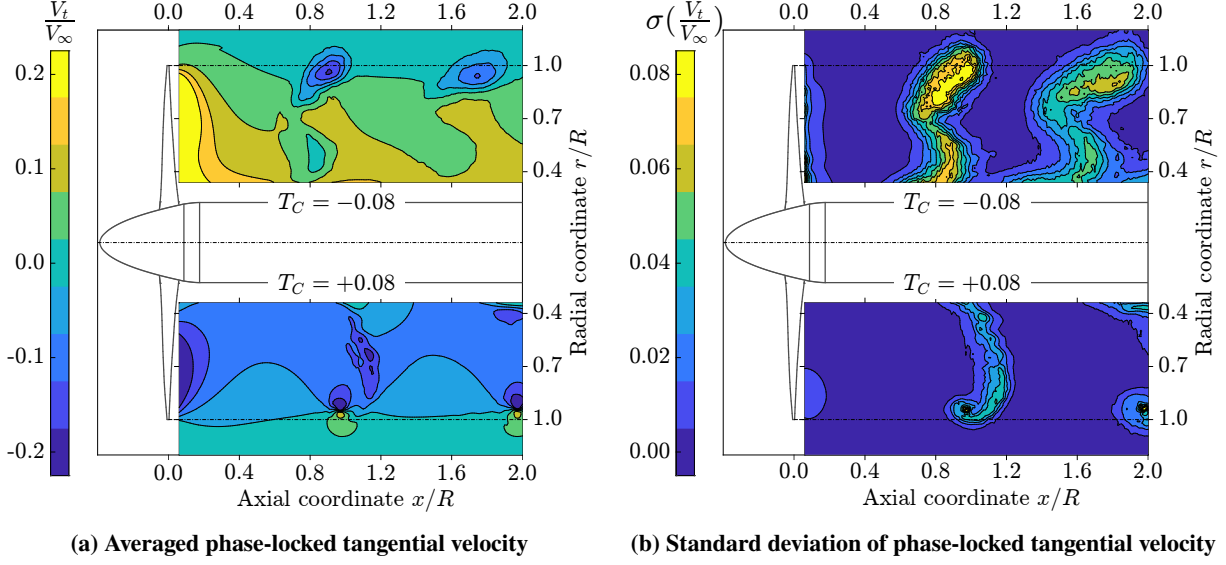 V_t/V_∞
0.0 0.4 0.8 1.2 1.6 2.0
0.2
0.1
0.0
-0.1
-0.2
1.0
0.7
0.4
T_C = −0.08
T_C = +0.08
0.4
0.7
1.0
Radial coordinate r/R
0.0 0.4 0.8 1.2 1.6 2.0
Axial coordinate x/R
(a) Averaged phase-locked tangential velocity
σ(V_t/V_∞)
0.0 0.4 0.8 1.2 1.6 2.0
0.08
0.06
0.04
0.02
0.00
1.0
0.7
0.4
T_C = −0.08
T_C = +0.08
0.4
0.7
1.0
Radial coordinate r/R
0.0 0.4 0.8 1.2 1.6 2.0
Axial coordinate x/R
(b) Standard deviation of phase-locked tangential velocity